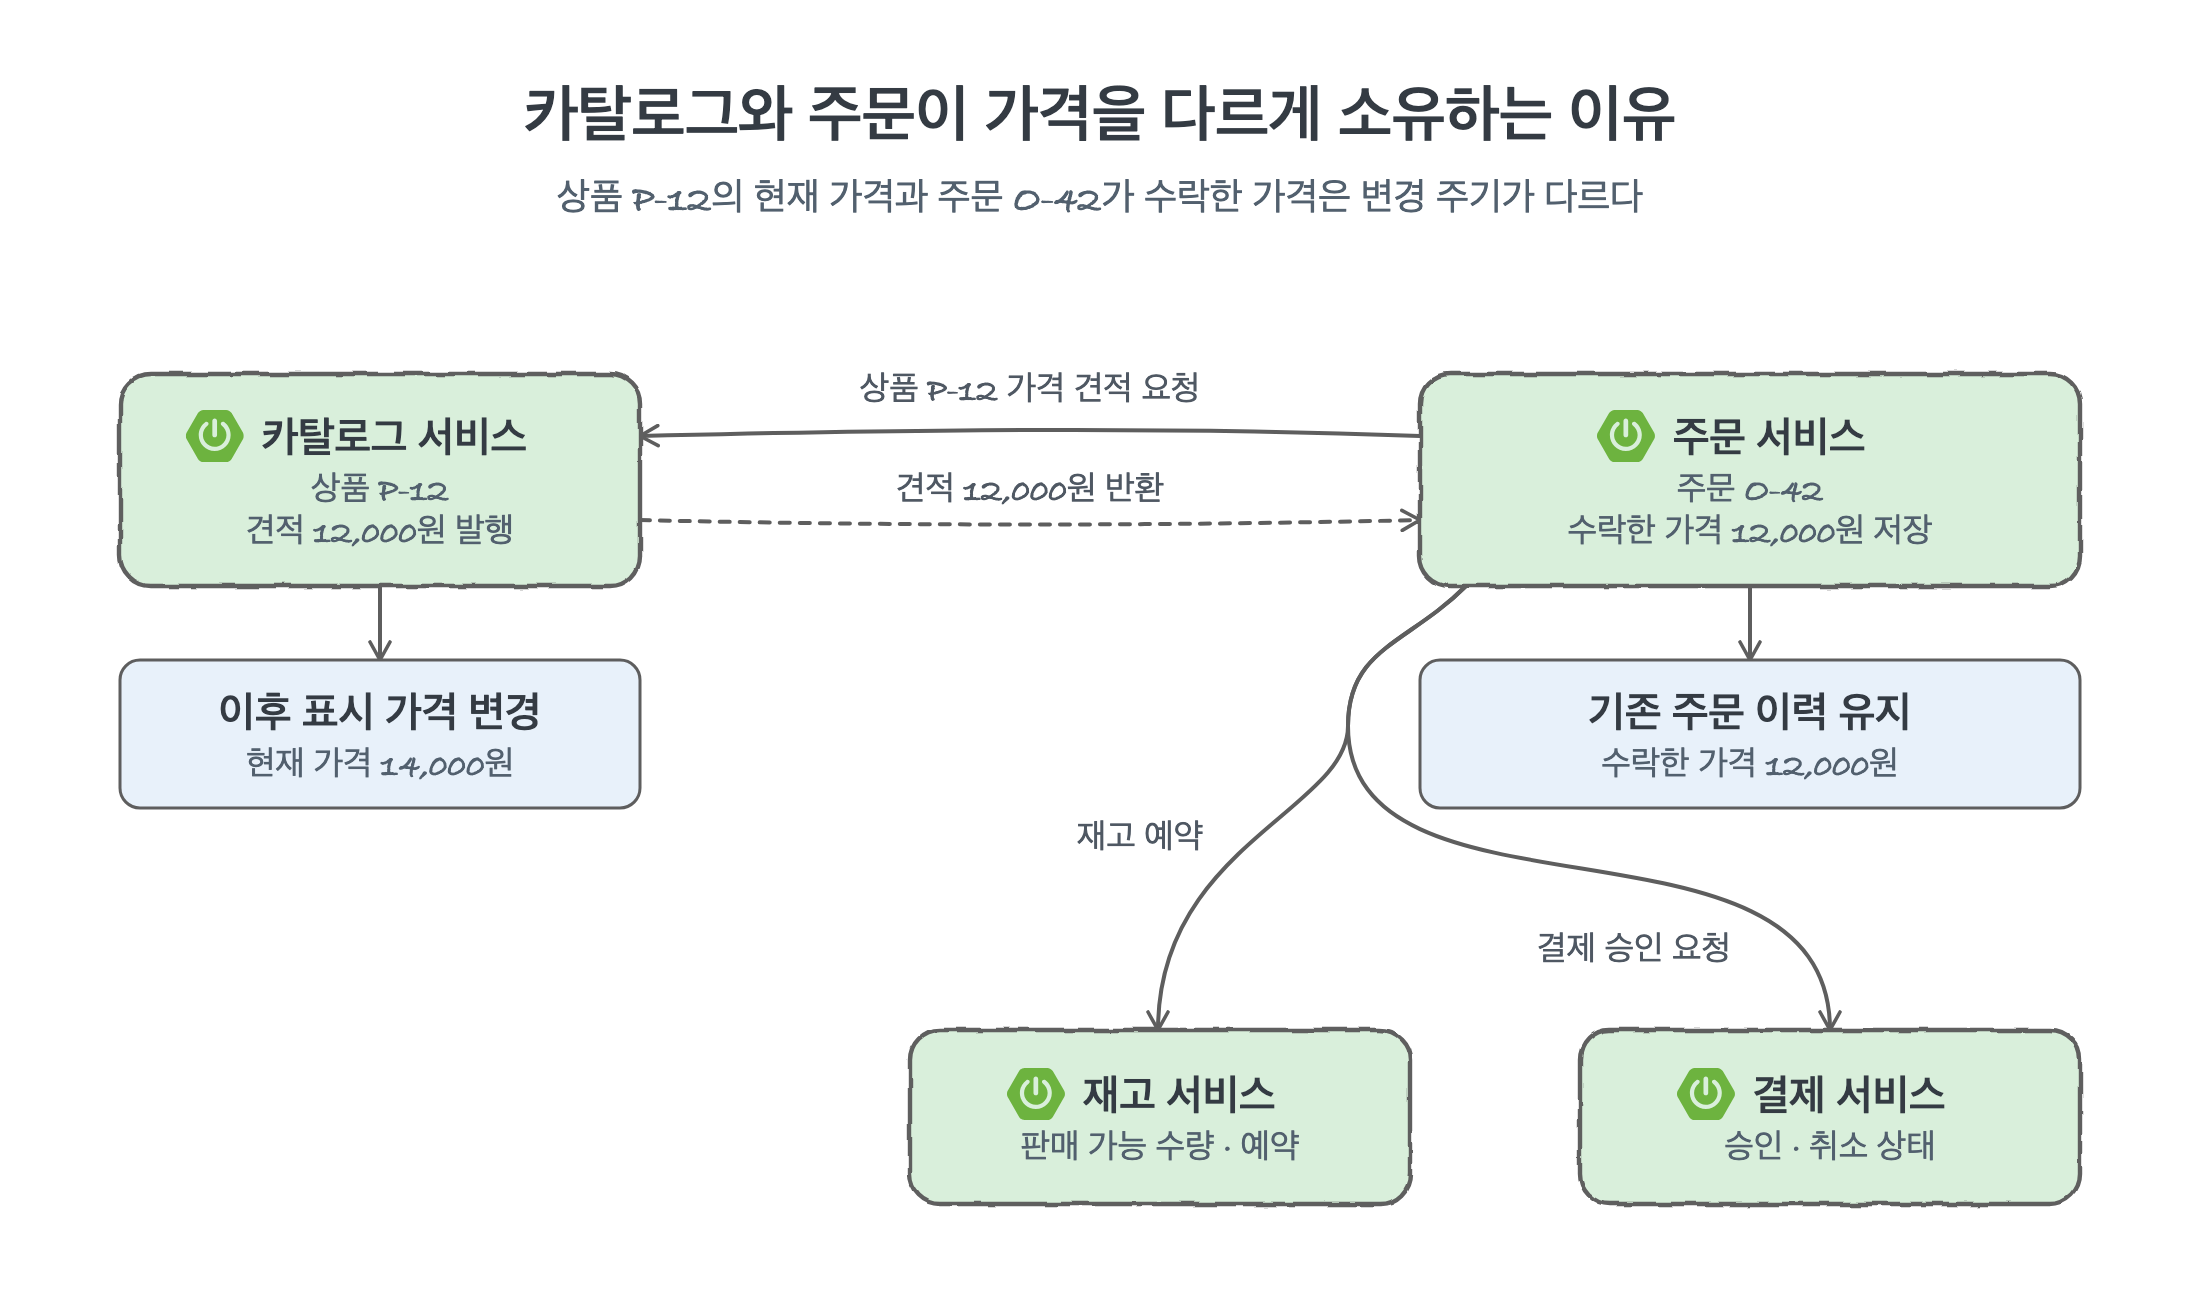 카탈로그와 주문이 가격을 다르게 소유하는 이유
상품 P-12의 현재 가격과 주문 O-42가 수락한 가격은 변경 주기가 다르다
상품 P-12 가격 견적 요청
카탈로그 서비스
상품 P-12
견적 12,000원 발행
견적 12,000원 반환
주문 서비스
주문 O-42
수락한 가격 12,000원 저장
이후 표시 가격 변경
현재 가격 14,000원
기존 주문 이력 유지
수락한 가격 12,000원
재고 예약
결제 승인 요청
재고 서비스
판매 가능 수량 · 예약
결제 서비스
승인 · 취소 상태